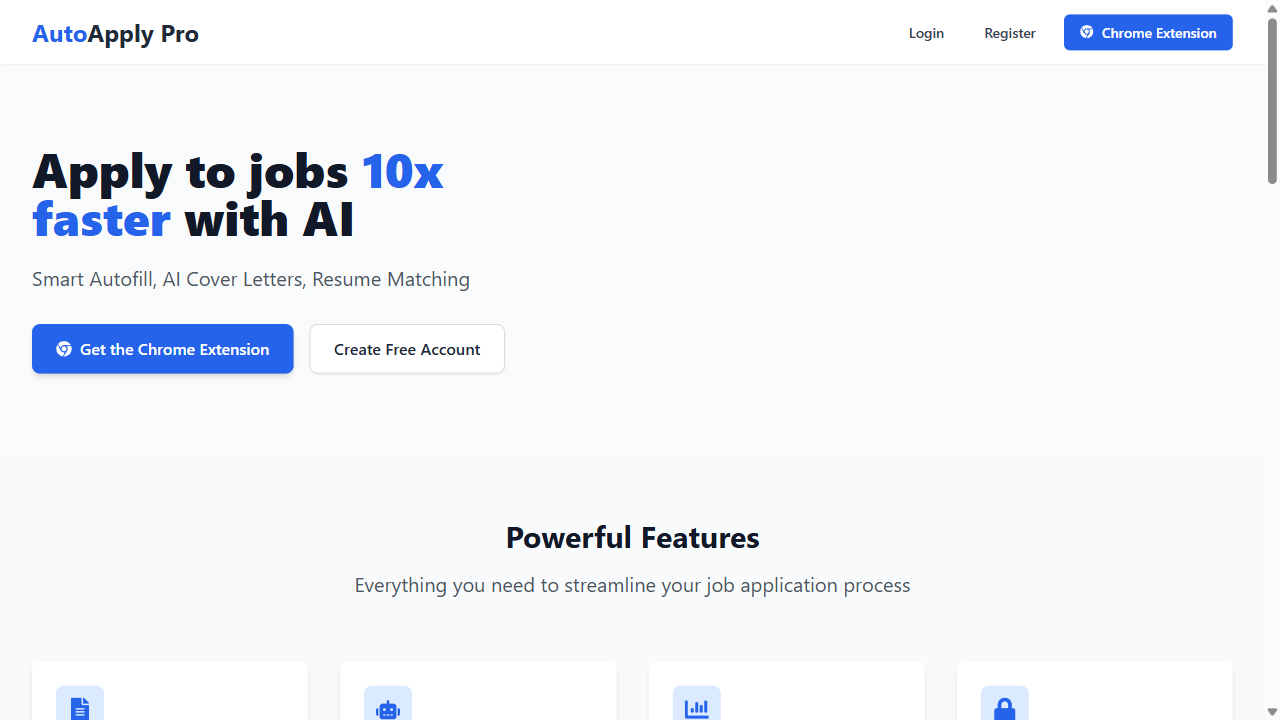 AutoApply Pro
Login
Register
Chrome Extension
Apply to jobs 10x
faster with AI
Smart Autofill, AI Cover Letters, Resume Matching
Get the Chrome Extension
Create Free Account
Powerful Features
Everything you need to streamline your job application process